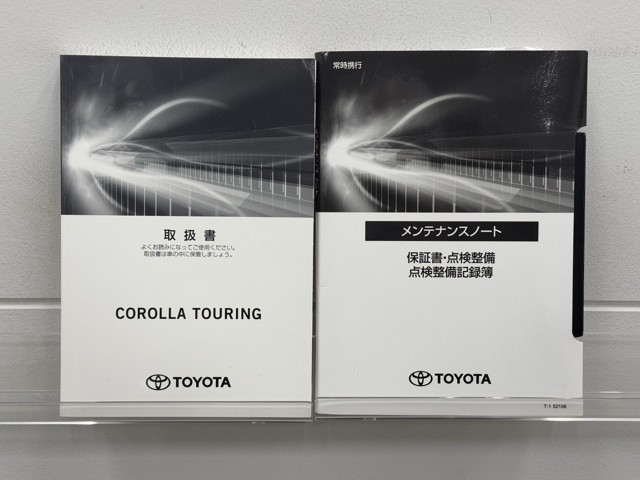 取扱書
よくお読みになってご使用ください。
取扱書は車の中に保管しましょう。
COROLLA TOURING
TOYOTA
常時携行
メンテナンスノート
保証書・点検整備
点検整備記録簿
TOYOTA
T-1 52106